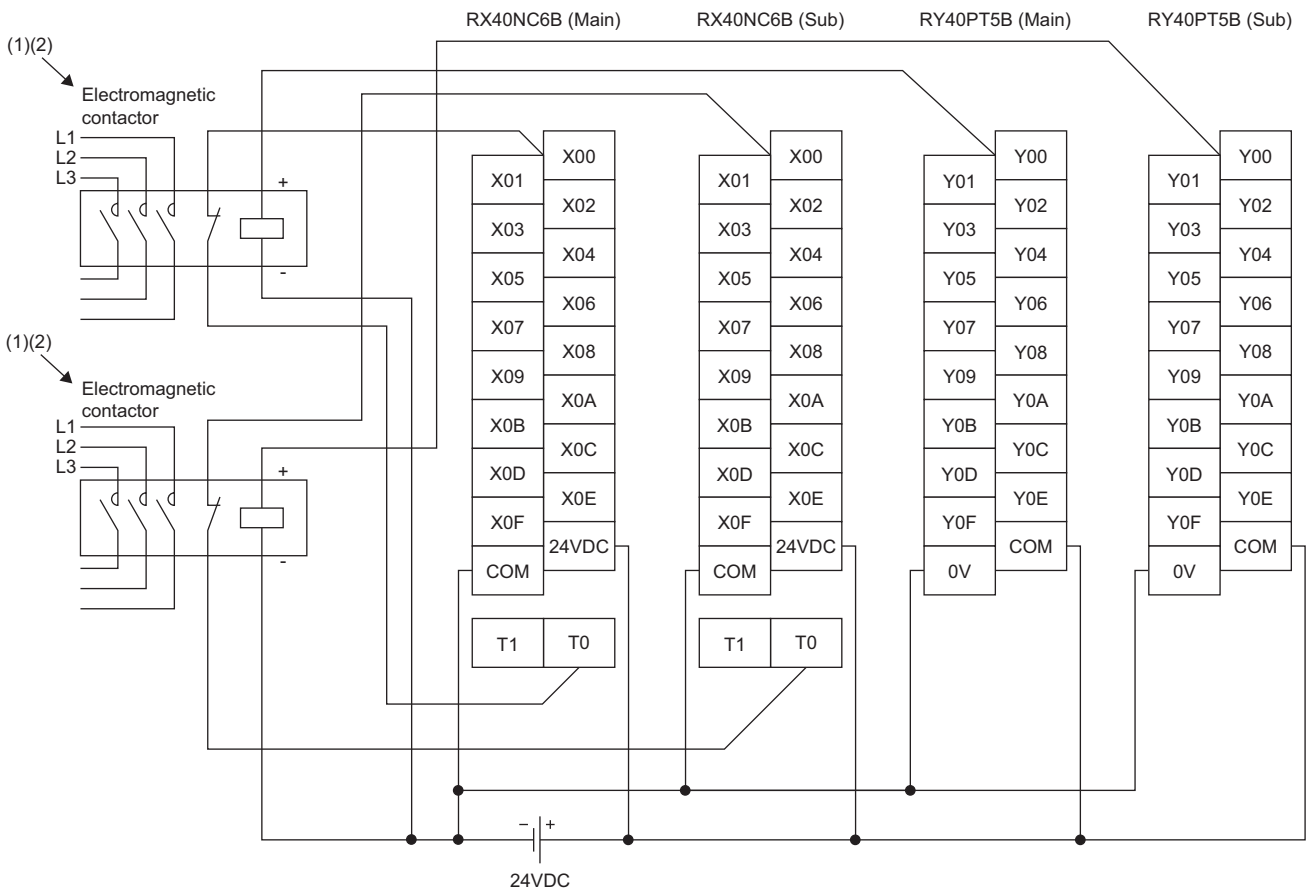 RX40NC6B (Main) RX40NC6B (Sub) RY40PT5B (Main) RY40PT5B (Sub)
(1)(2)
Electromagnetic
contactor
L1
L2
L3
+
-
(1)(2)
Electromagnetic
contactor
L1
L2
L3
+
-
X00
X01
X02
X03
X04
X05
X06
X07
X08
X09
X0A
X0B
X0C
X0D
X0E
X0F
24VDC
COM
T1 T0
X00
X01
X02
X03
X04
X05
X06
X07
X08
X09
X0A
X0B
X0C
X0D
X0E
X0F
24VDC
COM
T1 T0
Y00
Y01
Y02
Y03
Y04
Y05
Y06
Y07
Y08
Y09
Y0A
Y0B
Y0C
Y0D
Y0E
Y0F
COM
0V
Y00
Y01
Y02
Y03
Y04
Y05
Y06
Y07
Y08
Y09
Y0A
Y0B
Y0C
Y0D
Y0E
Y0F
COM
0V
− +
24VDC